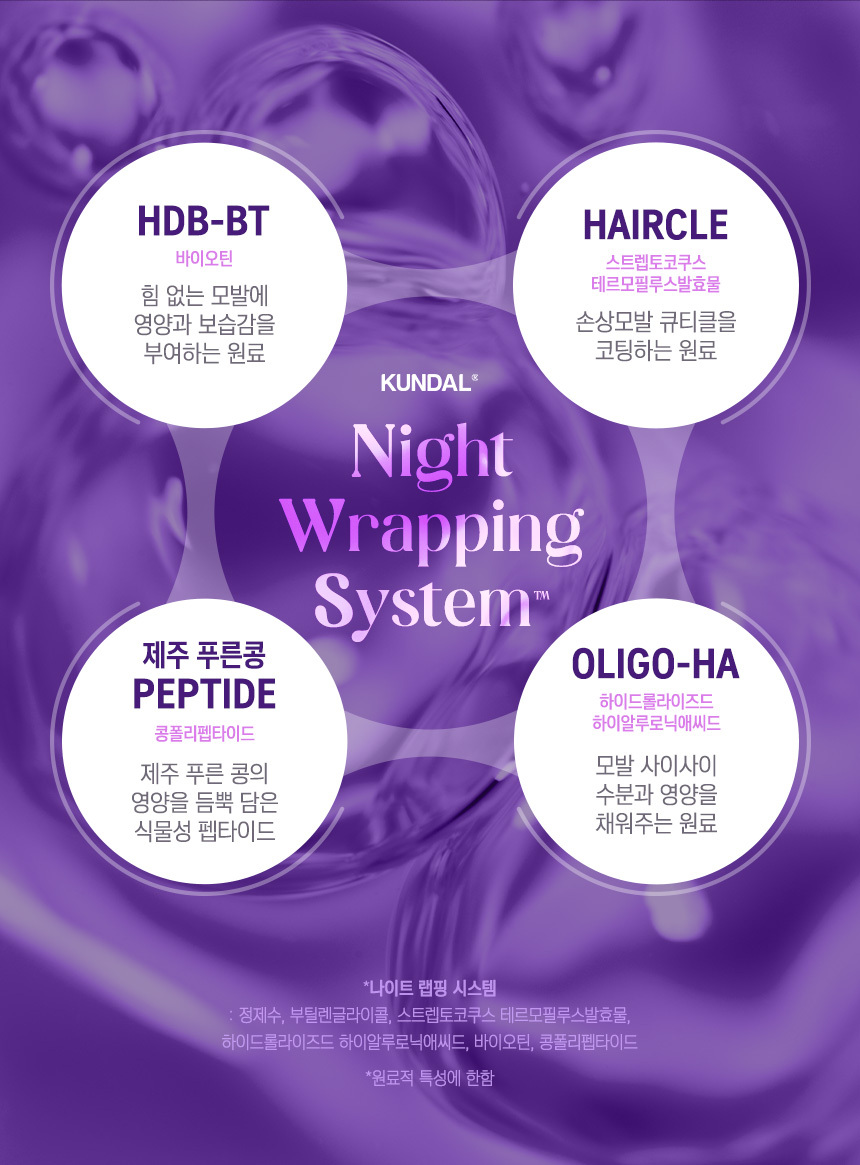 HDB-BT
바이오틴
힘 없는 모발에
영양과 보습감을
부여하는 원료
HAIRCLE
스트렙토코쿠스
테르모필루스발효물
손상모발 큐티클을
코팅하는 원료
KUNDAL®
Night
Wrapping
System™
제주 푸른콩
PEPTIDE
콩폴리펩타이드
제주 푸른 콩의
영양을 듬뿍 담은
식물성 펩타이드
OLIGO-HA
하이드롤라이즈드
하이알루로닉애씨드
모발 사이사이
수분과 영양을
채워주는 원료
*나이트 랩핑 시스템
: 정제수, 부틸렌글라이콜, 스트렙토코쿠스 테르모필루스발효물,
하이드롤라이즈드 하이알루로닉애씨드, 바이오틴, 콩폴리펩타이드
*원료적 특성에 한함